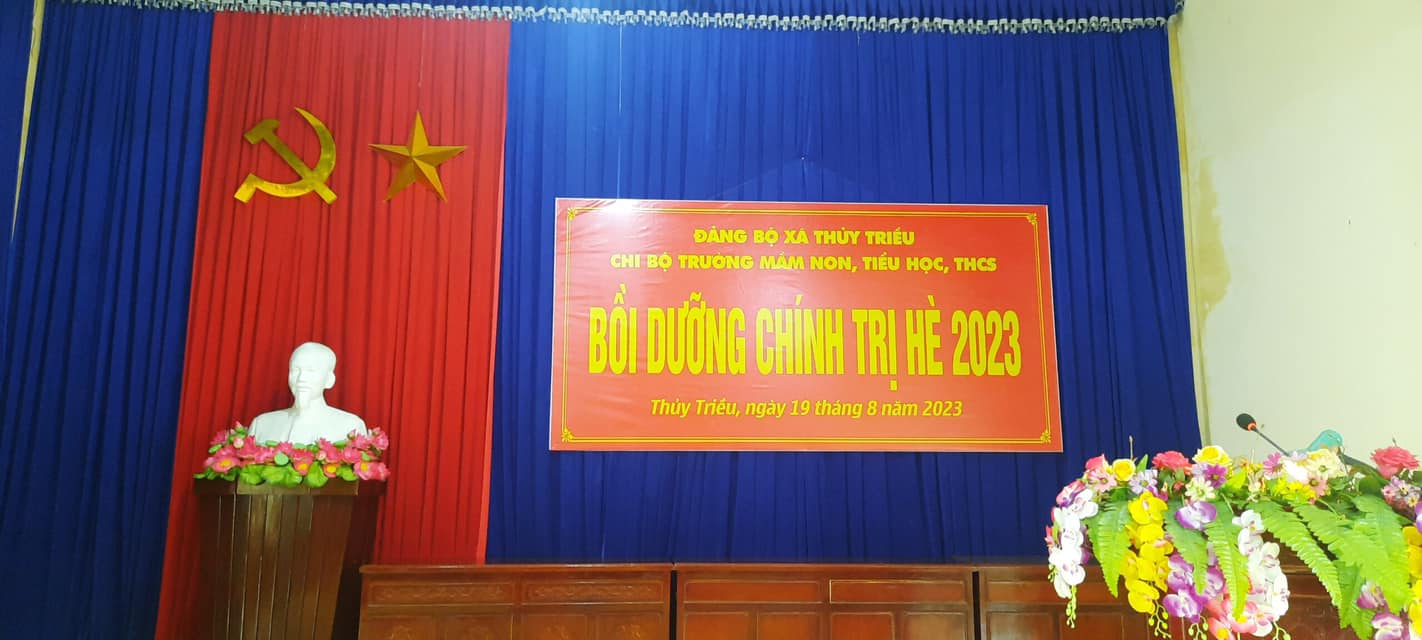 ĐẢNG BỘ XÃ THỦY TRIỀU
CHI BỘ TRƯỜNG MẦM NON, TIỂU HỌC, THCS
BỒI DƯỠNG CHÍNH TRỊ HÈ 2023
Thủy Triều, ngày 19 tháng 8 năm 2023